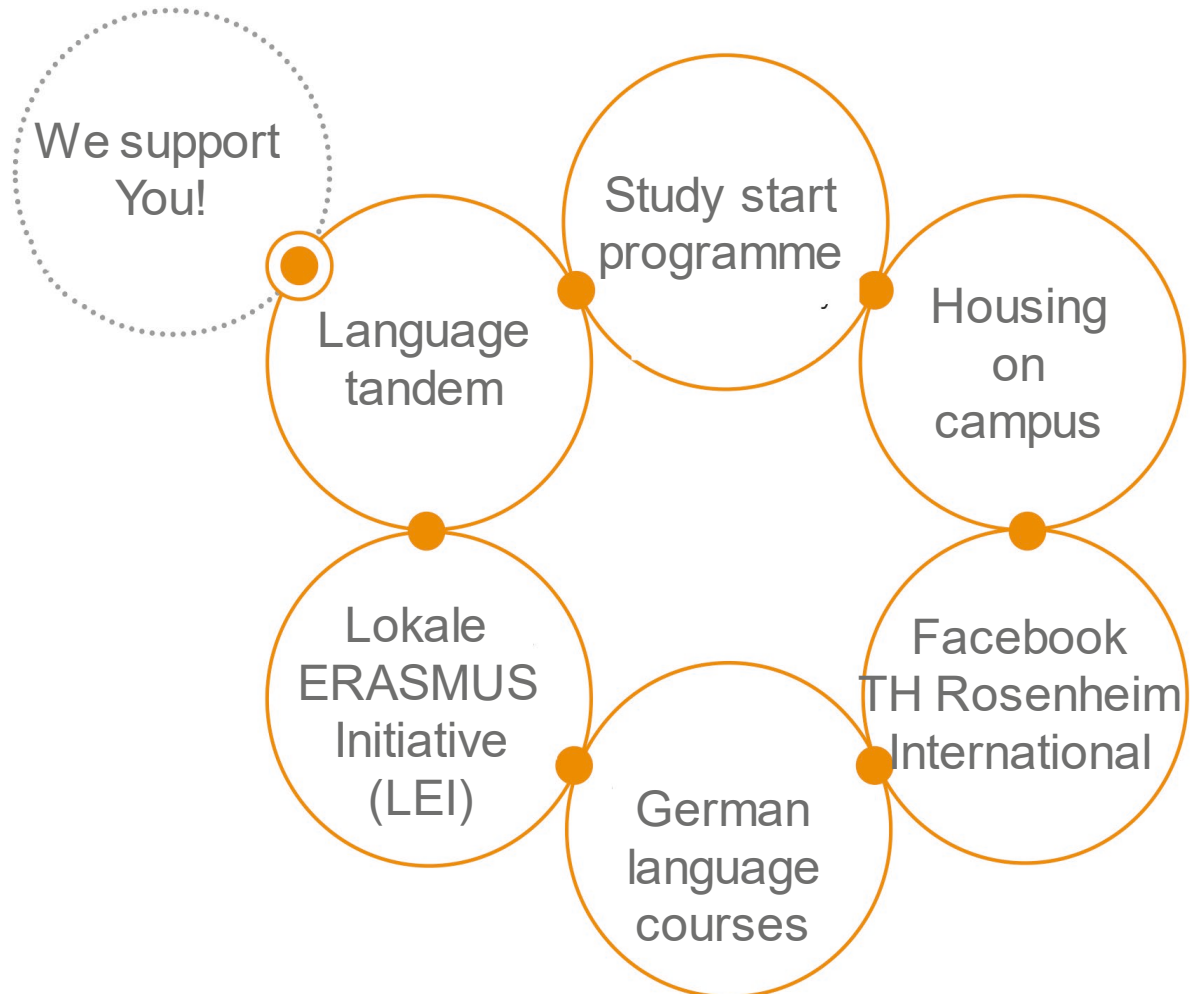 We support
You!
Study start
programme
Language
tandem
Housing
on
campus
Lokale
ERASMUS
Initiative
(LEI)
Facebook
TH Rosenheim
International
German
language
courses